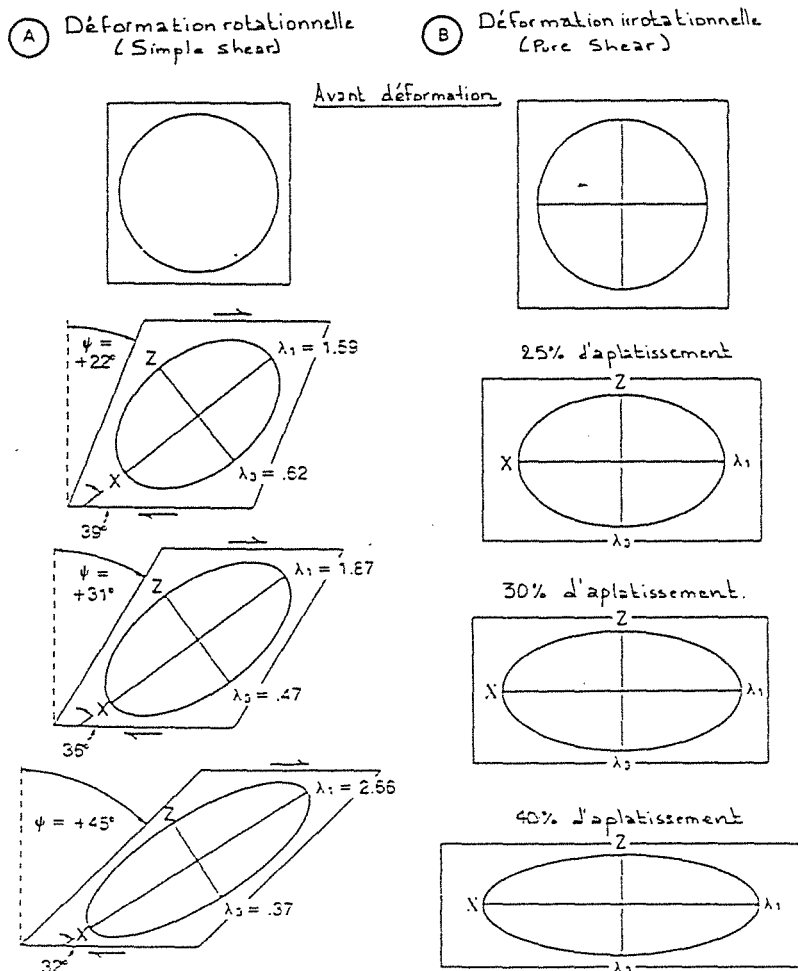 A Déformation rotationnelle
(Simple shear)
B Déformation irrotationnelle
(Pure Shear)
Avant déformation
ψ =
+22°
Z
λ1 = 1.59
X
λ3 = .62
39°
25% d'aplatissement
Z
X
λ1
λ3
ψ =
+31°
Z
λ1 = 1.87
X
λ3 = .47
35°
30% d'aplatissement.
Z
X
λ1
λ3
ψ = +45°
Z
λ1 = 2.66
X
λ3 = .37
32°
40% d'aplatissement
Z
X
λ1
λ3